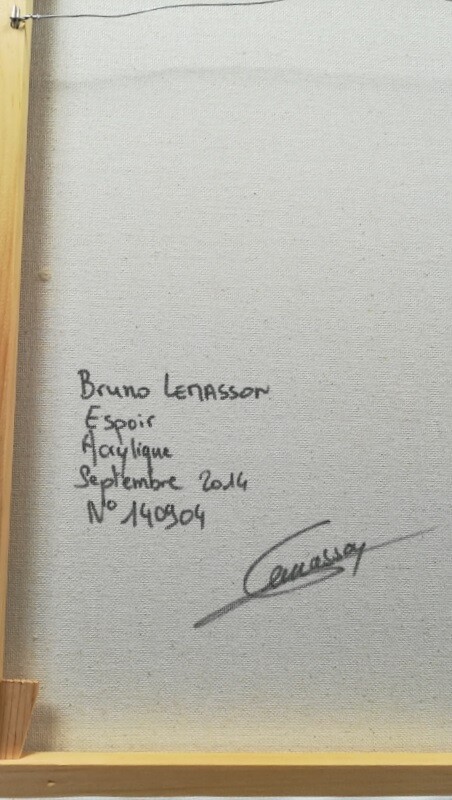 Bruno LEMASSON
Espoir
Acrylique
Septembre 2014
N° 140904
Lemasson